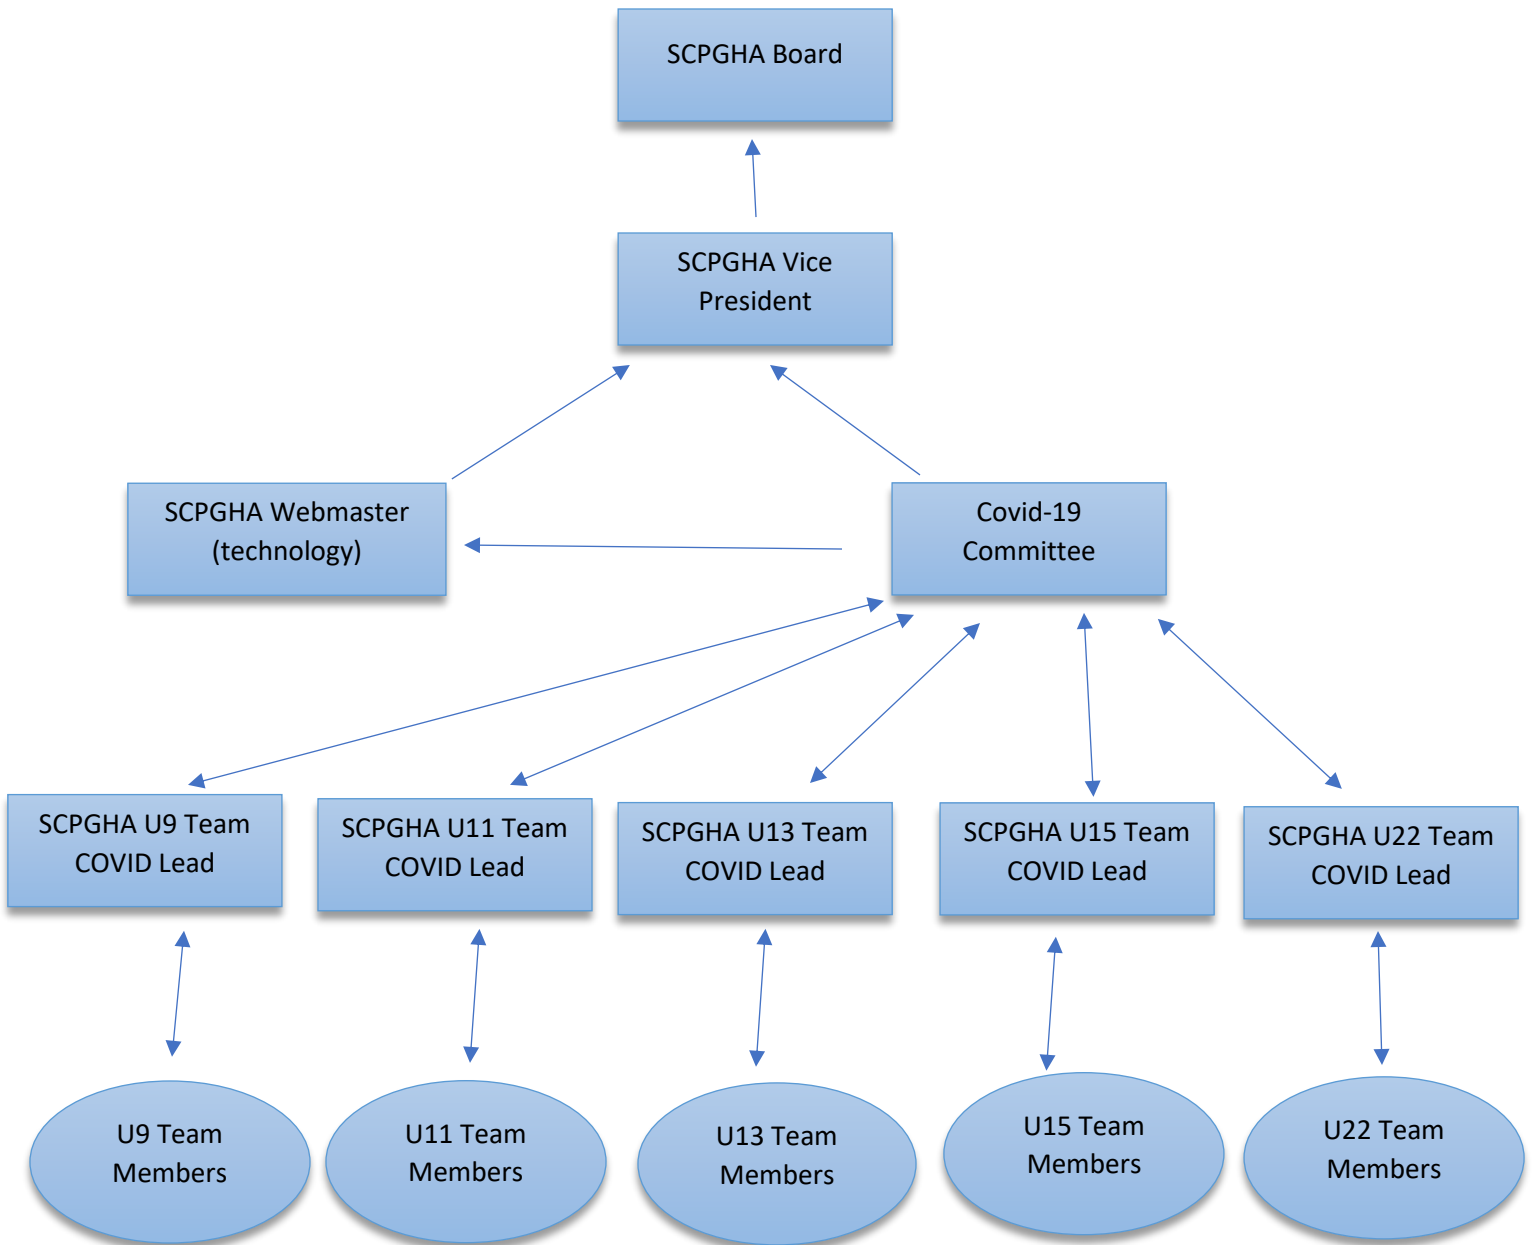 SCPGHA Board
SCPGHA Vice
President
SCPGHA Webmaster
(technology)
Covid-19
Committee
SCPGHA U9 Team
COVID Lead
SCPGHA U11 Team
COVID Lead
SCPGHA U13 Team
COVID Lead
SCPGHA U15 Team
COVID Lead
SCPGHA U22 Team
COVID Lead
U9 Team
Members
U11 Team
Members
U13 Team
Members
U15 Team
Members
U22 Team
Members